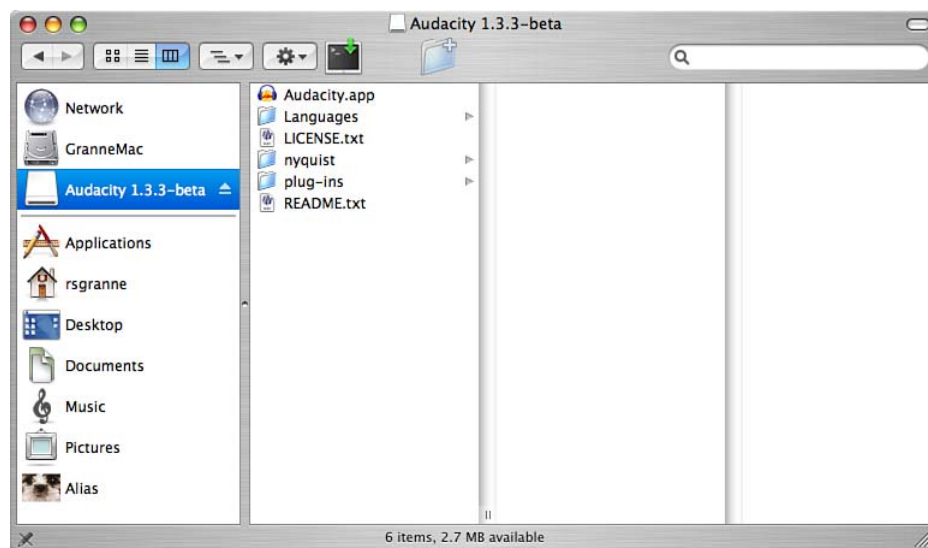 Audacity 1.3.3-beta
Network
GranneMac
Audacity 1.3.3-beta
Applications
rsgranne
Desktop
Documents
Music
Pictures
Alias
Audacity.app
Languages
LICENSE.txt
nyquist
plug-ins
README.txt
6 items, 2.7 MB available